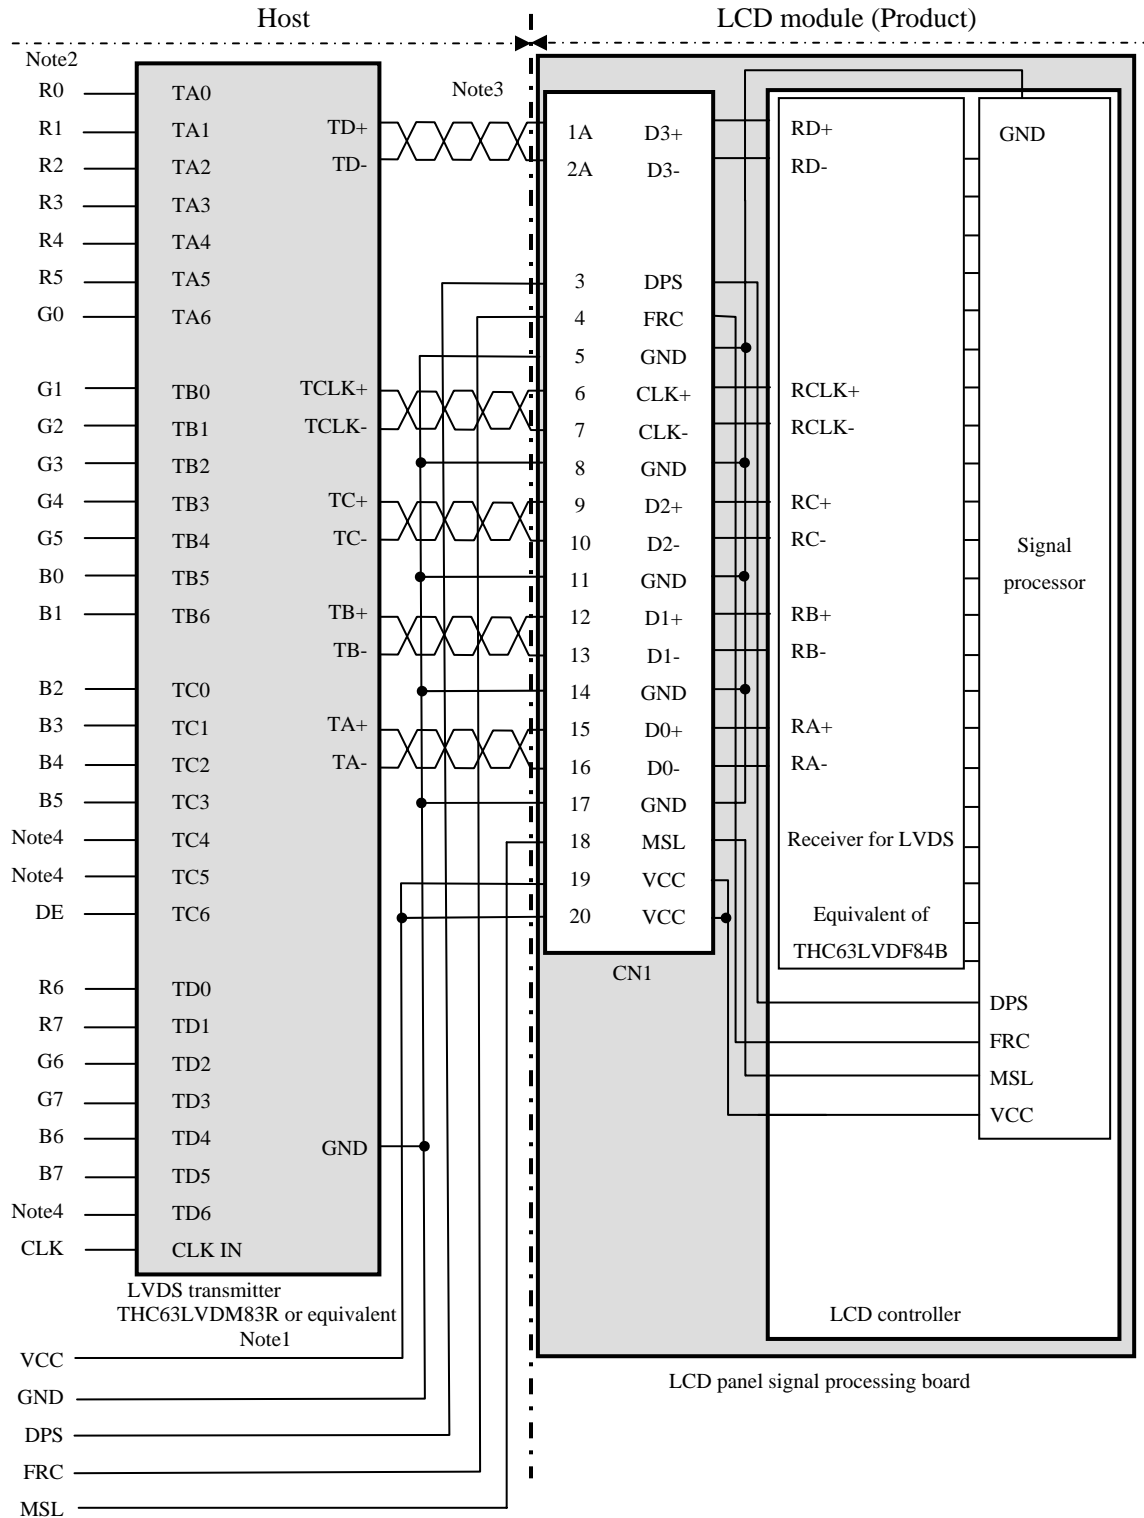 Host
LCD module (Product)
Note2
Note3
R0
R1
R2
R3
R4
R5
G0
G1
G2
G3
G4
G5
B0
B1
B2
B3
B4
B5
Note4
Note4
DE
R6
R7
G6
G7
B6
B7
Note4
CLK
TA0
TA1
TA2
TA3
TA4
TA5
TA6
TB0
TB1
TB2
TB3
TB4
TB5
TB6
TC0
TC1
TC2
TC3
TC4
TC5
TC6
TD0
TD1
TD2
TD3
TD4
TD5
TD6
CLK IN
TD+
TD-
TCLK+
TCLK-
TC+
TC-
TB+
TB-
TA+
TA-
GND
LVDS transmitter
THC63LVDM83R or equivalent
Note1
VCC
GND
DPS
FRC
MSL
1A D3+
2A D3-
3 DPS
4 FRC
5 GND
6 CLK+
7 CLK-
8 GND
9 D2+
10 D2-
11 GND
12 D1+
13 D1-
14 GND
15 D0+
16 D0-
17 GND
18 MSL
19 VCC
20 VCC
CN1
RD+
RD-
RCLK+
RCLK-
RC+
RC-
RB+
RB-
RA+
RA-
Receiver for LVDS
Equivalent of
THC63LVDF84B
GND
Signal
processor
DPS
FRC
MSL
VCC
LCD controller
LCD panel signal processing board